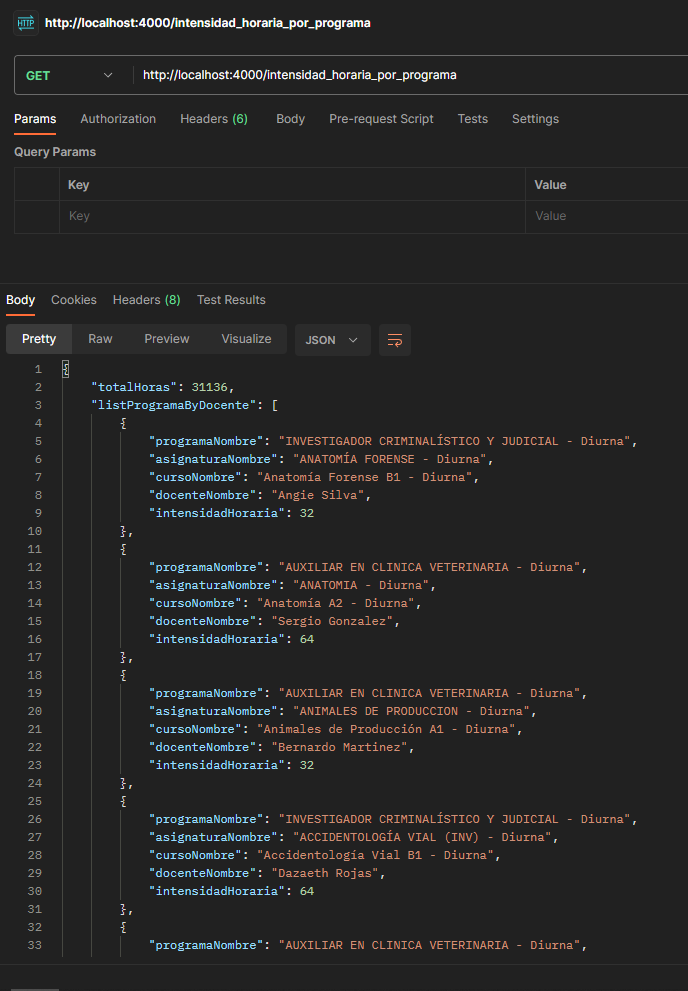 HTTP http://localhost:4000/intensidad_horaria_por_programa
GET http://localhost:4000/intensidad_horaria_por_programa
Params Authorization Headers (6) Body Pre-request Script Tests Settings
Query Params
Key Value
Key Value
Body Cookies Headers (8) Test Results
Pretty Raw Preview Visualize JSON
1 {
2 "totalHoras": 31136,
3 "listProgramaByDocente": [
4 {
5 "programaNombre": "INVESTIGADOR CRIMINALÍSTICO Y JUDICIAL - Diurna",
6 "asignaturaNombre": "ANATOMÍA FORENSE - Diurna",
7 "cursoNombre": "Anatomía Forense B1 - Diurna",
8 "docenteNombre": "Angie Silva",
9 "intensidadHoraria": 32
10 },
11 {
12 "programaNombre": "AUXILIAR EN CLINICA VETERINARIA - Diurna",
13 "asignaturaNombre": "ANATOMIA - Diurna",
14 "cursoNombre": "Anatomía A2 - Diurna",
15 "docenteNombre": "Sergio Gonzalez",
16 "intensidadHoraria": 64
17 },
18 {
19 "programaNombre": "AUXILIAR EN CLINICA VETERINARIA - Diurna",
20 "asignaturaNombre": "ANIMALES DE PRODUCCION - Diurna",
21 "cursoNombre": "Animales de Producción A1 - Diurna",
22 "docenteNombre": "Bernardo Martinez",
23 "intensidadHoraria": 32
24 },
25 {
26 "programaNombre": "INVESTIGADOR CRIMINALÍSTICO Y JUDICIAL - Diurna",
27 "asignaturaNombre": "ACCIDENTOLOGÍA VIAL (INV) - Diurna",
28 "cursoNombre": "Accidentología Vial B1 - Diurna",
29 "docenteNombre": "Dazaeth Rojas",
30 "intensidadHoraria": 64
31 },
32 {
33 "programaNombre": "AUXILIAR EN CLINICA VETERINARIA - Diurna",